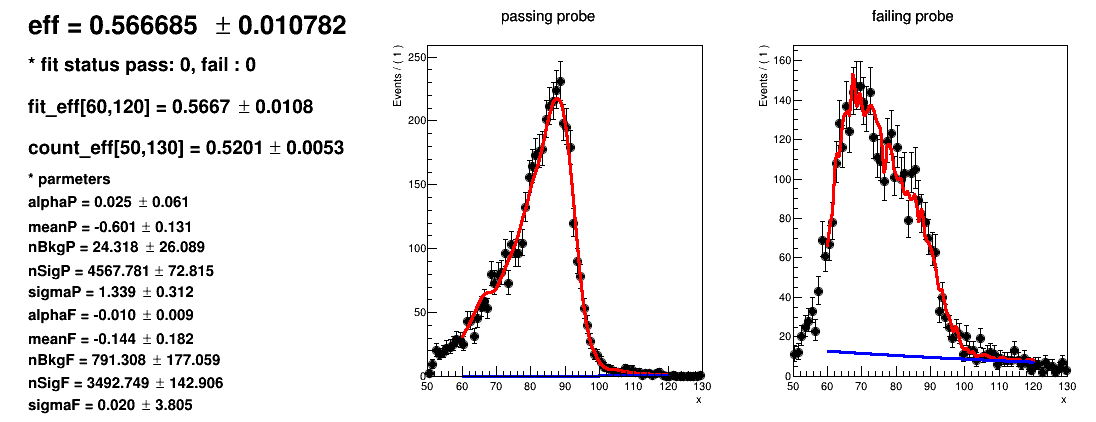 eff = 0.566685 ± 0.010782
* fit status pass: 0, fail : 0
fit_eff[60,120] = 0.5667 ± 0.0108
count_eff[50,130] = 0.5201 ± 0.0053
* parmeters
alphaP = 0.025 ± 0.061
meanP = -0.601 ± 0.131
nBkgP = 24.318 ± 26.089
nSigP = 4567.781 ± 72.815
sigmaP = 1.339 ± 0.312
alphaF = -0.010 ± 0.009
meanF = -0.144 ± 0.182
nBkgF = 791.308 ± 177.059
nSigF = 3492.749 ± 142.906
sigmaF = 0.020 ± 3.805
passing probe
Events / ( 1 )
250
200
150
100
50
0
50 60 70 80 90 100 110 120 130
x
failing probe
Events / ( 1 )
160
140
120
100
80
60
40
20
0
50 60 70 80 90 100 110 120 130
x